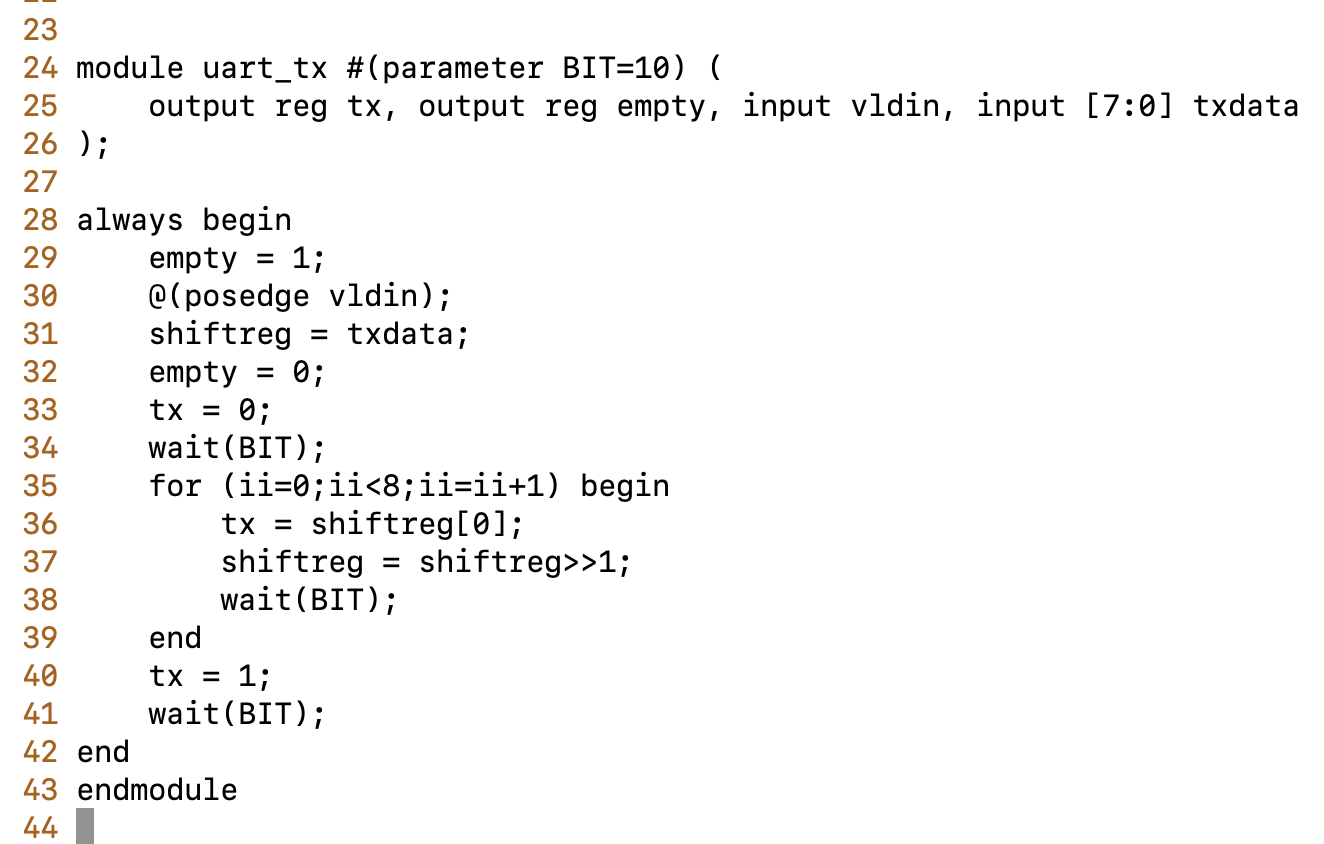 23
24 module uart_tx #(parameter BIT=10) (
25     output reg tx, output reg empty, input vldin, input [7:0] txdata
26 );
27
28 always begin
29     empty = 1;
30     @(posedge vldin);
31     shiftreg = txdata;
32     empty = 0;
33     tx = 0;
34     wait(BIT);
35     for (ii=0;ii<8;ii=ii+1) begin
36         tx = shiftreg[0];
37         shiftreg = shiftreg>>1;
38         wait(BIT);
39     end
40     tx = 1;
41     wait(BIT);
42 end
43 endmodule
44